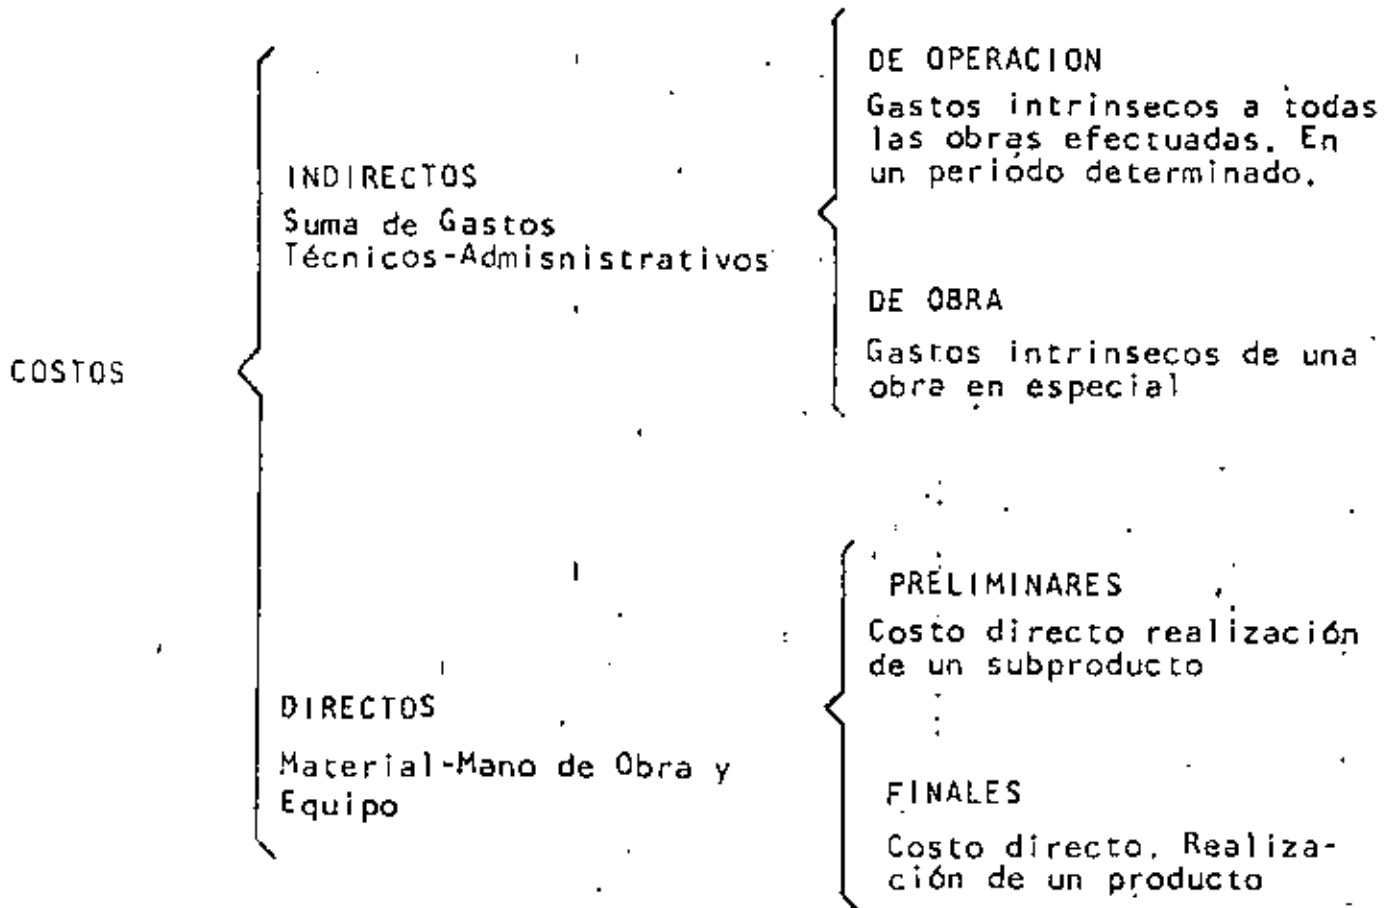 COSTOS
INDIRECTOS
Suma de Gastos
Técnicos-Admisnistrativos
DE OPERACION
Gastos intrinsecos a todas
las obras efectuadas. En
un periódo determinado.
DE OBRA
Gastos intrinsecos de una
obra en especial
DIRECTOS
Material-Mano de Obra y
Equipo
PRELIMINARES
Costo directo realización
de un subproducto
FINALES
Costo directo. Realiza-
ción de un producto